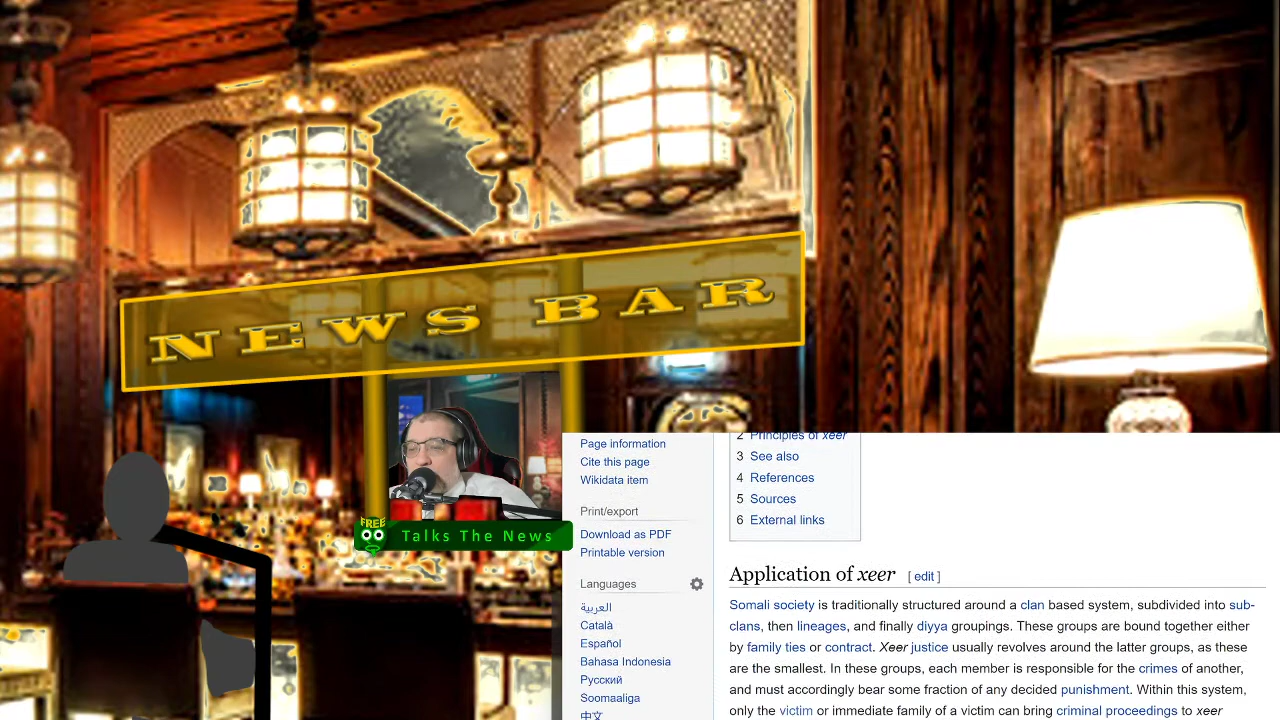 NEWS BAR
FREE
Talks The News
Page information
Cite this page
Wikidata item
Print/export
Download as PDF
Printable version
Languages
العربية
Català
Español
Bahasa Indonesia
Русский
Soomaaliga
中文
2 Principles of xeer
3 See also
4 References
5 Sources
6 External links
Application of xeer [ edit ]
Somali society is traditionally structured around a clan based system, subdivided into sub-
clans, then lineages, and finally diyya groupings. These groups are bound together either
by family ties or contract. Xeer justice usually revolves around the latter groups, as these
are the smallest. In these groups, each member is responsible for the crimes of another,
and must accordingly bear some fraction of any decided punishment. Within this system,
only the victim or immediate family of a victim can bring criminal proceedings to xeer